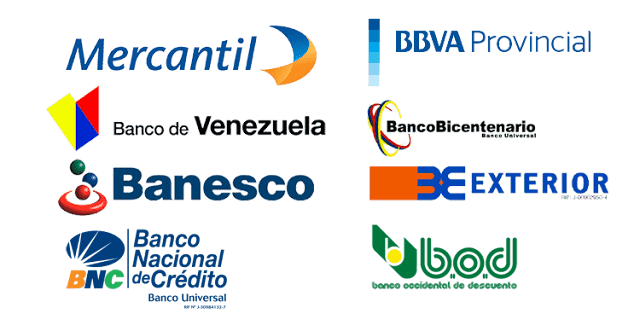 Mercantil
BBVA Provincial
Banco de Venezuela
BancoBicentenario
Banco Universal
Banesco
BE EXTERIOR
BNC
Banco
Nacional
de Crédito
Banco Universal
b.o.d
banco occidental de descuento